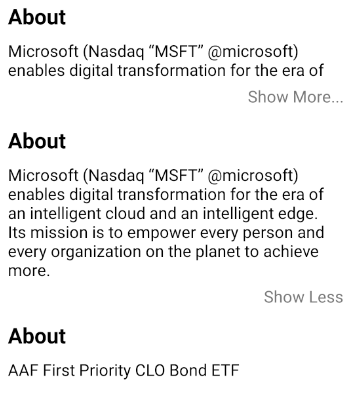 About
Microsoft (Nasdaq “MSFT” @microsoft)
enables digital transformation for the era of
Show More...
About
Microsoft (Nasdaq “MSFT” @microsoft)
enables digital transformation for the era of
an intelligent cloud and an intelligent edge.
Its mission is to empower every person and
every organization on the planet to achieve
more.
Show Less
About
AAF First Priority CLO Bond ETF